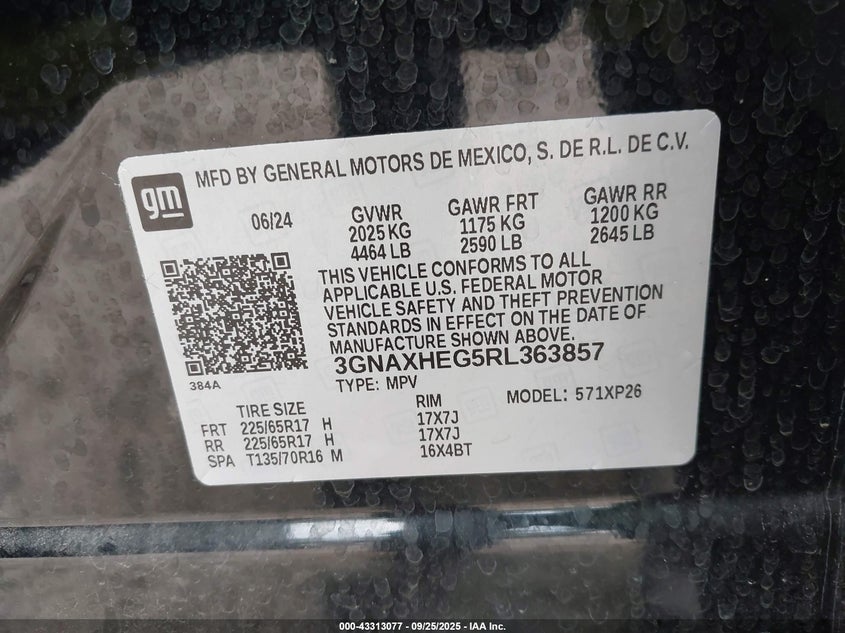 MFD BY GENERAL MOTORS DE MEXICO, S. DE R.L. DE C.V.
gm
06/24 GVWR GAWR FRT GAWR RR
2025 KG 1175 KG 1200 KG
4464 LB 2590 LB 2645 LB
THIS VEHICLE CONFORMS TO ALL
APPLICABLE U.S. FEDERAL MOTOR
VEHICLE SAFETY AND THEFT PREVENTION
STANDARDS IN EFFECT ON THE DATE OF
MANUFACTURE SHOWN ABOVE.
384A
3GNAXHEG5RL363857
TYPE: MPV MODEL: 571XP26
TIRE SIZE RIM
FRT 225/65R17 H 17X7J
RR 225/65R17 H 17X7J
SPA T135/70R16 M 16X4BT
000-43313077 - 09/25/2025 - IAA Inc.